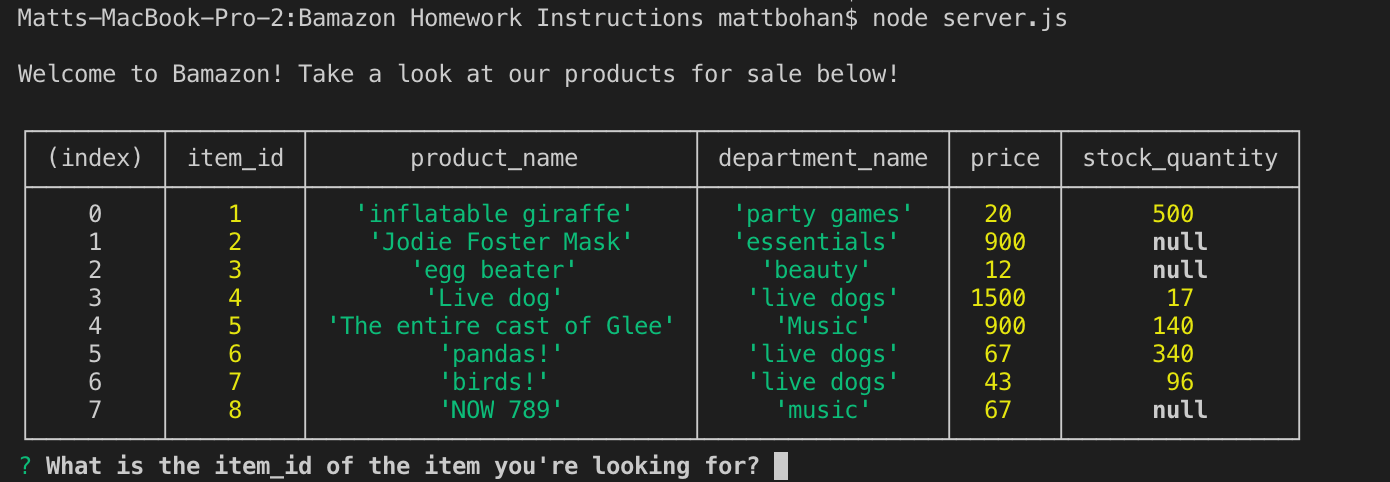 Matts-MacBook-Pro-2:Bamazon Homework Instructions mattbohan$ node server.js
Welcome to Bamazon! Take a look at our products for sale below!
(index) item_id product_name department_name price stock_quantity
0 1 'inflatable giraffe' 'party games' 20 500
1 2 'Jodie Foster Mask' 'essentials' 900 null
2 3 'egg beater' 'beauty' 12 null
3 4 'Live dog' 'live dogs' 1500 17
4 5 'The entire cast of Glee' 'Music' 900 140
5 6 'pandas!' 'live dogs' 67 340
6 7 'birds!' 'live dogs' 43 96
7 8 'NOW 789' 'music' 67 null
? What is the item_id of the item you're looking for?